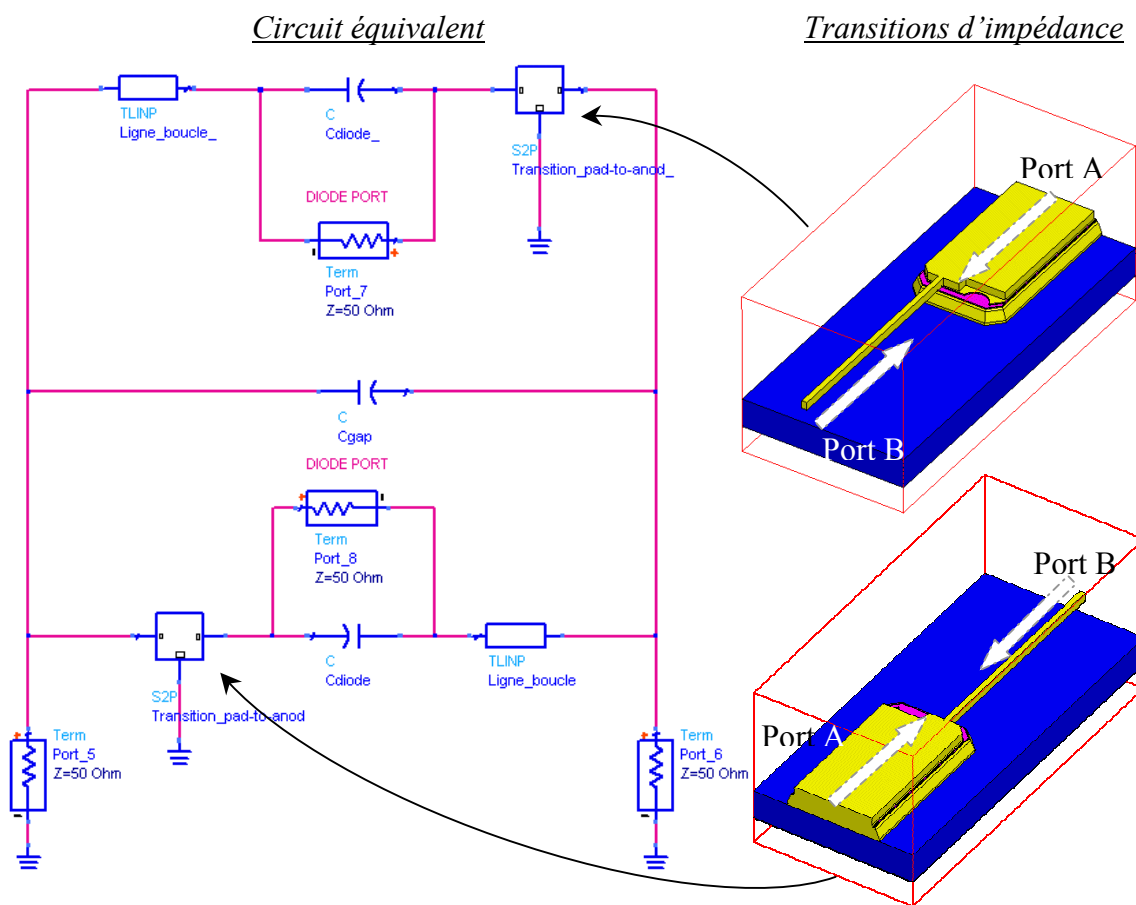 Circuit équivalent
Transitions d’impédance
TLINP
Ligne_boucle_
C
Cdiode_
S2P
Transition_pad-to-anod_
DIODE PORT
Term
Port_7
Z=50 Ohm
Port A
Port B
C
Cgap
DIODE PORT
Term
Port_8
Z=50 Ohm
Port B
S2P
Transition_pad-to-anod
C
Cdiode
TLINP
Ligne_boucle
Term
Port_5
Z=50 Ohm
Term
Port_6
Z=50 Ohm
Port A